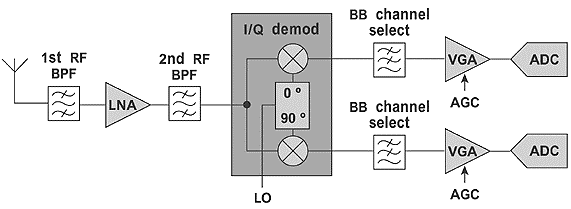 I/Q demod
BB channel
select
1st RF
BPF
2nd RF
BPF
LNA
VGA
ADC
0 º
90 º
AGC
BB channel
select
VGA
ADC
LO
AGC